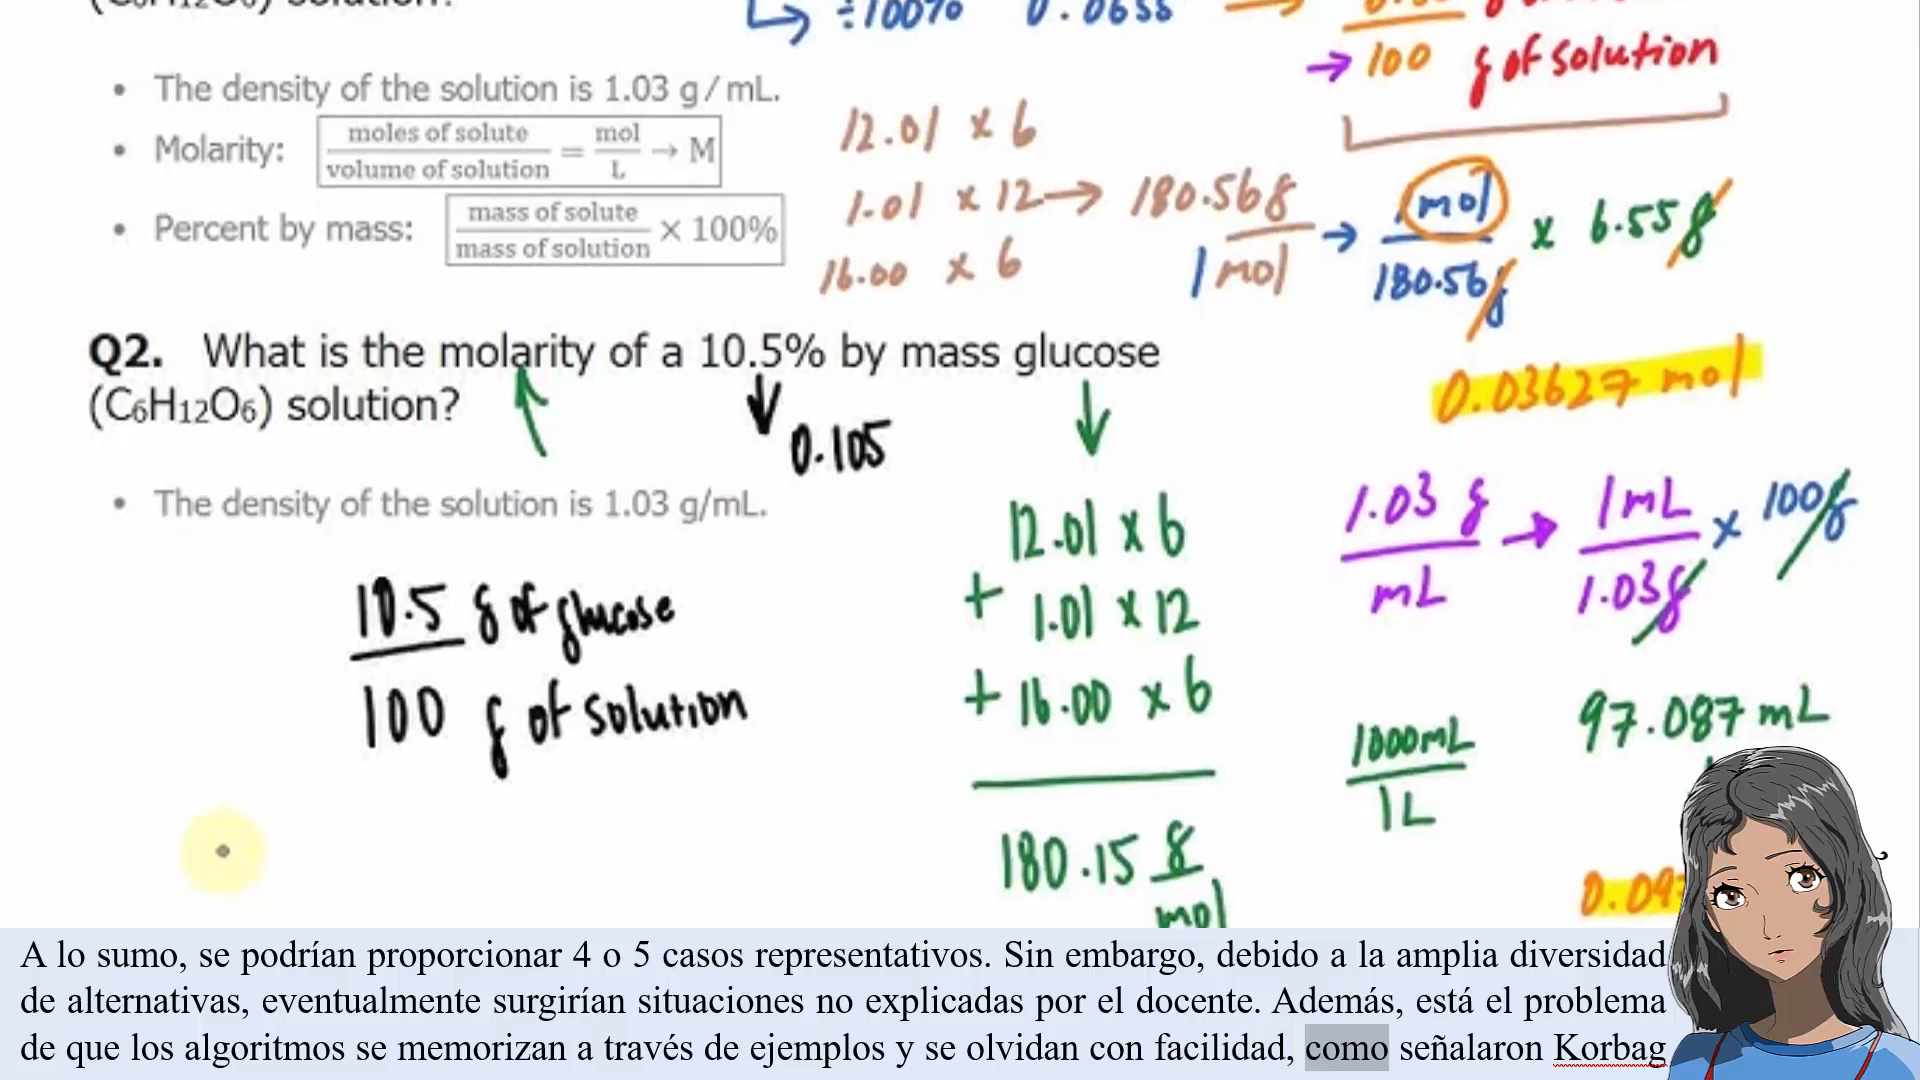 (C6H12O6) solution?
÷100% 0.0655
100 g of solution
• The density of the solution is 1.03 g/mL.
• Molarity: moles of solute / volume of solution = mol / L → M
• Percent by mass: mass of solute / mass of solution × 100%
12.01 × 6
1.01 × 12 → 180.56g / 1 mol → 1mol / 180.56g × 6.55g
16.00 × 6
0.03627 mol
Q2. What is the molarity of a 10.5% by mass glucose
(C6H12O6) solution?
0.105
• The density of the solution is 1.03 g/mL.
10.5 g of glucose
100 g of solution
12.01 × 6
+ 1.01 × 12
+ 16.00 × 6
180.15 g / mol
1.03 g / mL → 1 mL / 1.03g × 100g
97.087 mL
1000mL / 1L
A lo sumo, se podrían proporcionar 4 o 5 casos representativos. Sin embargo, debido a la amplia diversidad
de alternativas, eventualmente surgirían situaciones no explicadas por el docente. Además, está el problema
de que los algoritmos se memorizan a través de ejemplos y se olvidan con facilidad, como señalaron Korbag